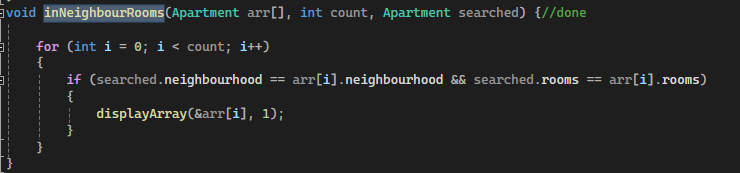 void inNeighbourRooms(Apartment arr[], int count, Apartment searched) {//done
for (int i = 0; i < count; i++)
{
if (searched.neighbourhood == arr[i].neighbourhood && searched.rooms == arr[i].rooms)
{
displayArray(&arr[i], 1);
}
}
}